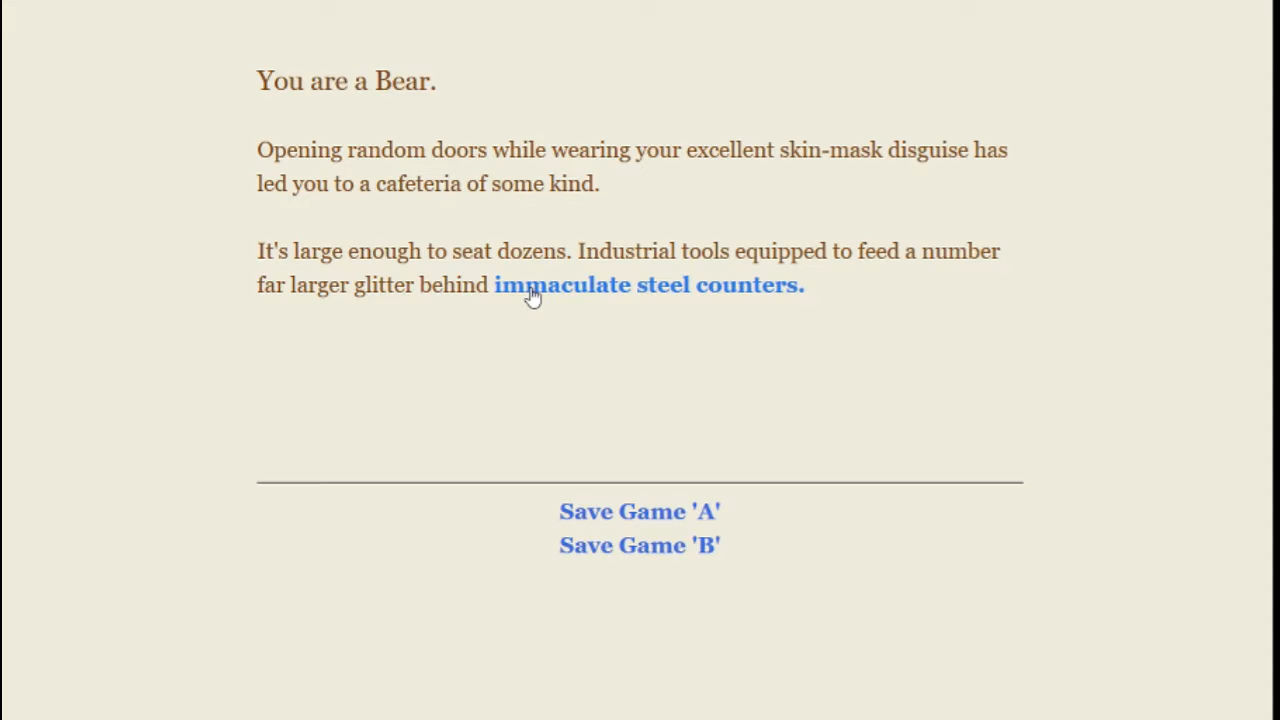 You are a Bear.
Opening random doors while wearing your excellent skin-mask disguise has
led you to a cafeteria of some kind.
It's large enough to seat dozens. Industrial tools equipped to feed a number
far larger glitter behind immaculate steel counters.
Save Game 'A'
Save Game 'B'